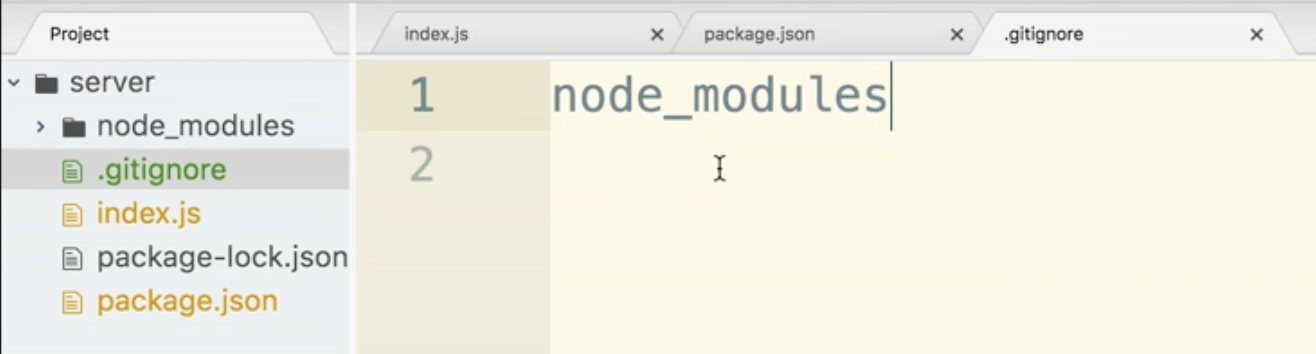 Project
server
node_modules
.gitignore
index.js
package-lock.json
package.json
index.js
package.json
.gitignore
1 node_modules
2